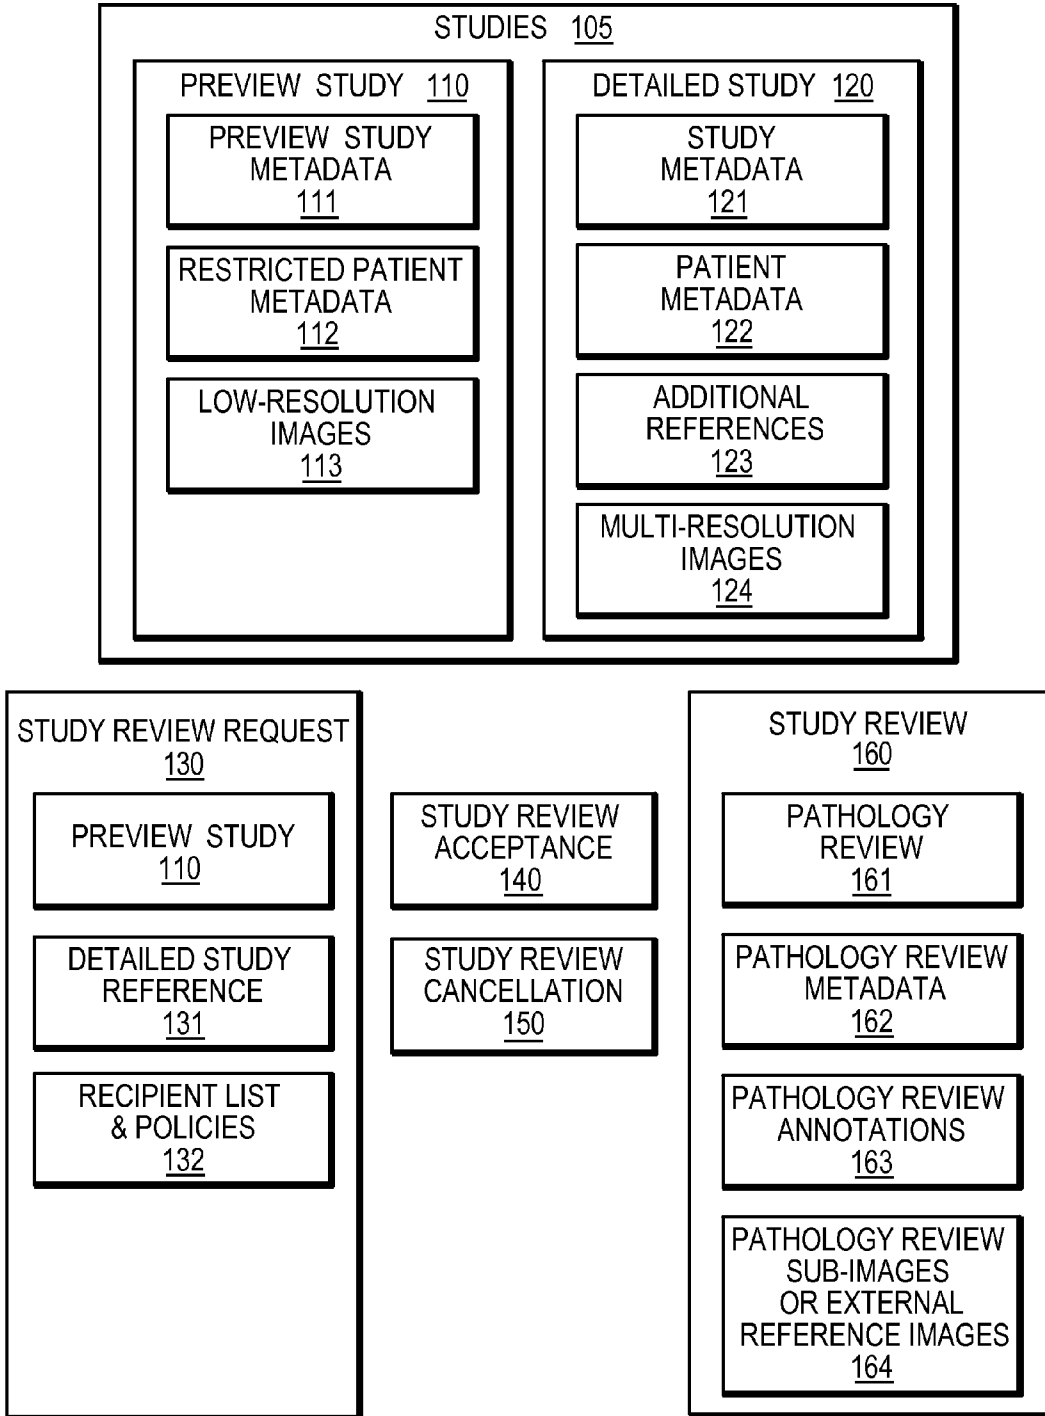 STUDIES 105
PREVIEW STUDY 110
PREVIEW STUDY
METADATA
111
RESTRICTED PATIENT
METADATA
112
LOW-RESOLUTION
IMAGES
113
DETAILED STUDY 120
STUDY
METADATA
121
PATIENT
METADATA
122
ADDITIONAL
REFERENCES
123
MULTI-RESOLUTION
IMAGES
124
STUDY REVIEW REQUEST
130
PREVIEW STUDY
110
DETAILED STUDY
REFERENCE
131
RECIPIENT LIST
& POLICIES
132
STUDY REVIEW
ACCEPTANCE
140
STUDY REVIEW
CANCELLATION
150
STUDY REVIEW
160
PATHOLOGY
REVIEW
161
PATHOLOGY REVIEW
METADATA
162
PATHOLOGY REVIEW
ANNOTATIONS
163
PATHOLOGY REVIEW
SUB-IMAGES
OR EXTERNAL
REFERENCE IMAGES
164